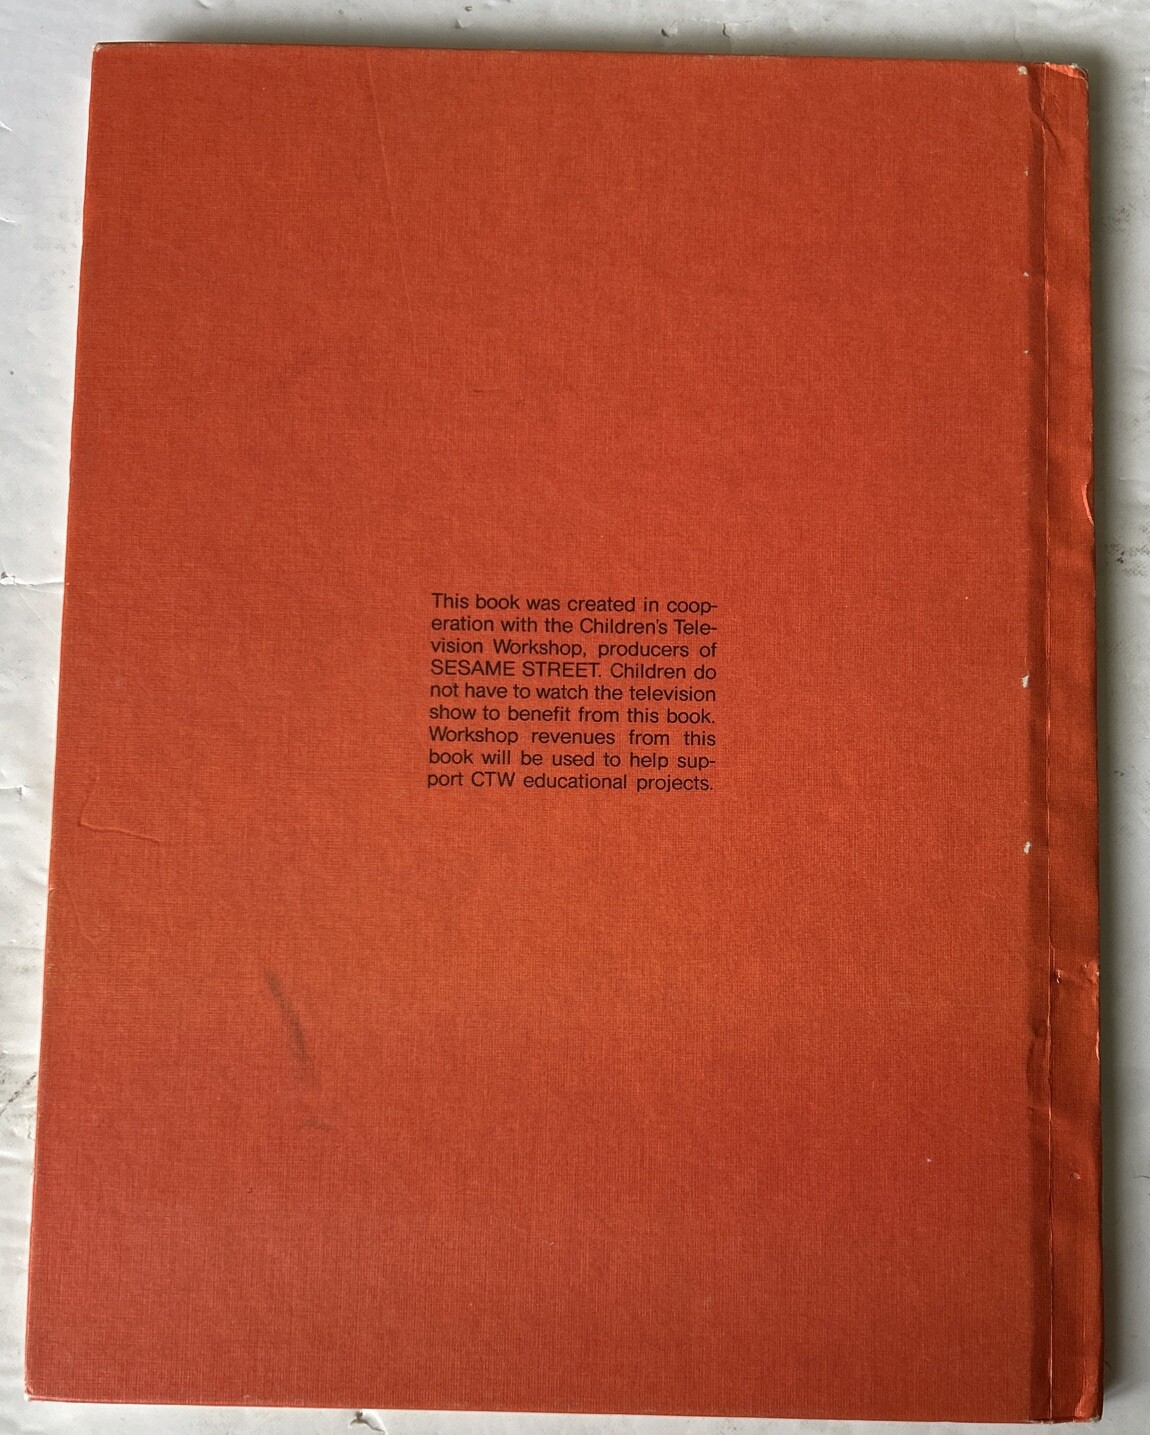 This book was created in coop-
eration with the Children's Tele-
vision Workshop, producers of
SESAME STREET. Children do
not have to watch the television
show to benefit from this book.
Workshop revenues from this
book will be used to help sup-
port CTW educational projects.